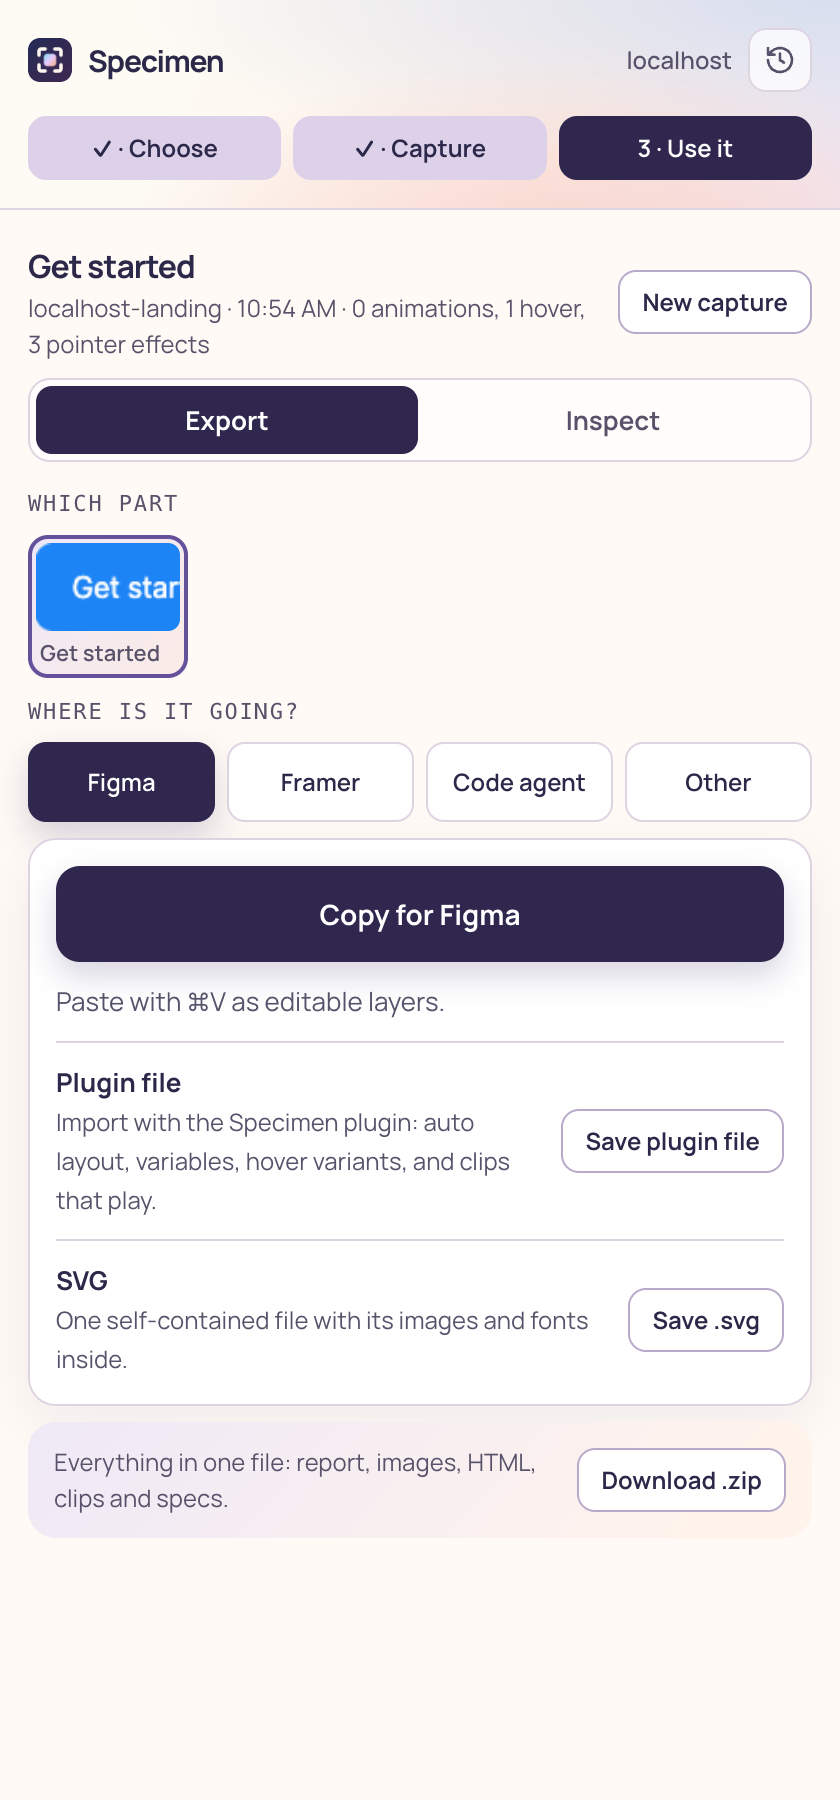 Specimen
localhost
✓ · Choose
✓ · Capture
3 · Use it
Get started
localhost-landing · 10:54 AM · 0 animations, 1 hover,
3 pointer effects
New capture
Export
Inspect
WHICH PART
Get star
Get started
WHERE IS IT GOING?
Figma
Framer
Code agent
Other
Copy for Figma
Paste with ⌘V as editable layers.
Plugin file
Import with the Specimen plugin: auto
layout, variables, hover variants, and clips
that play.
Save plugin file
SVG
One self-contained file with its images and fonts
inside.
Save .svg
Everything in one file: report, images, HTML,
clips and specs.
Download .zip